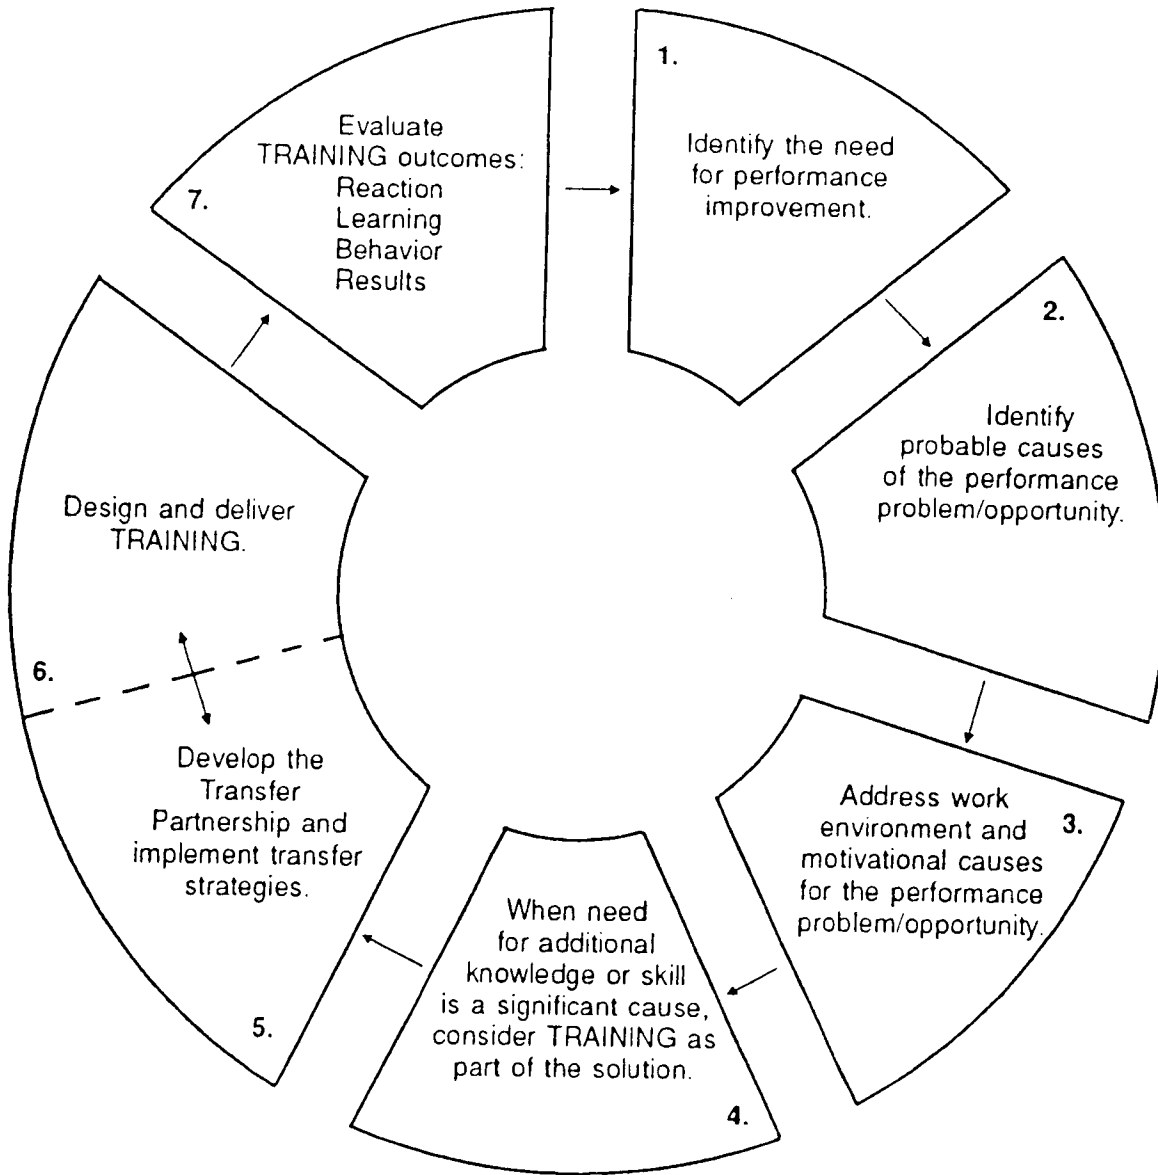 1.
Identify the need
for performance
improvement.
2.
Identify
probable causes
of the performance
problem/opportunity.
3.
Address work
environment and
motivational causes
for the performance
problem/opportunity.
4.
When need
for additional
knowledge or skill
is a significant cause,
consider TRAINING as
part of the solution.
5.
Develop the
Transfer
Partnership and
implement transfer
strategies.
6.
Design and deliver
TRAINING.
7.
Evaluate
TRAINING outcomes:
Reaction
Learning
Behavior
Results